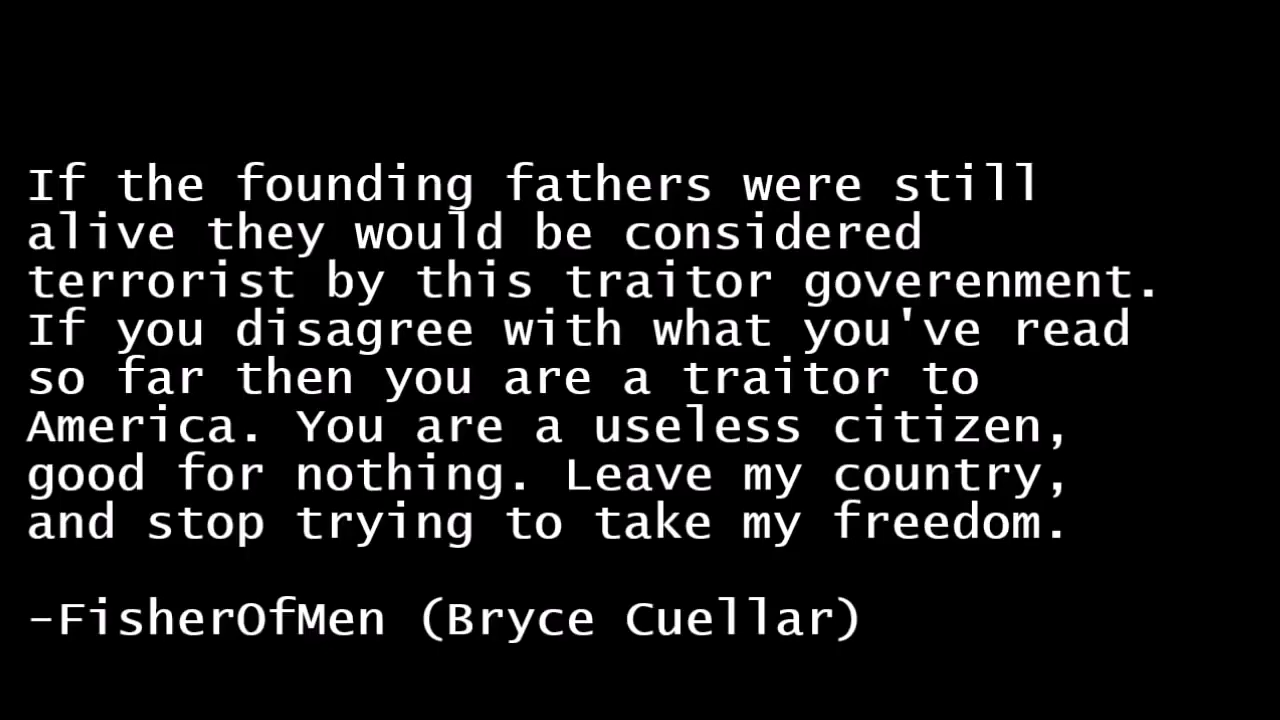 If the founding fathers were still
alive they would be considered
terrorist by this traitor goverenment.
If you disagree with what you've read
so far then you are a traitor to
America. You are a useless citizen,
good for nothing. Leave my country,
and stop trying to take my freedom.
-FisherOfMen (Bryce Cuellar)